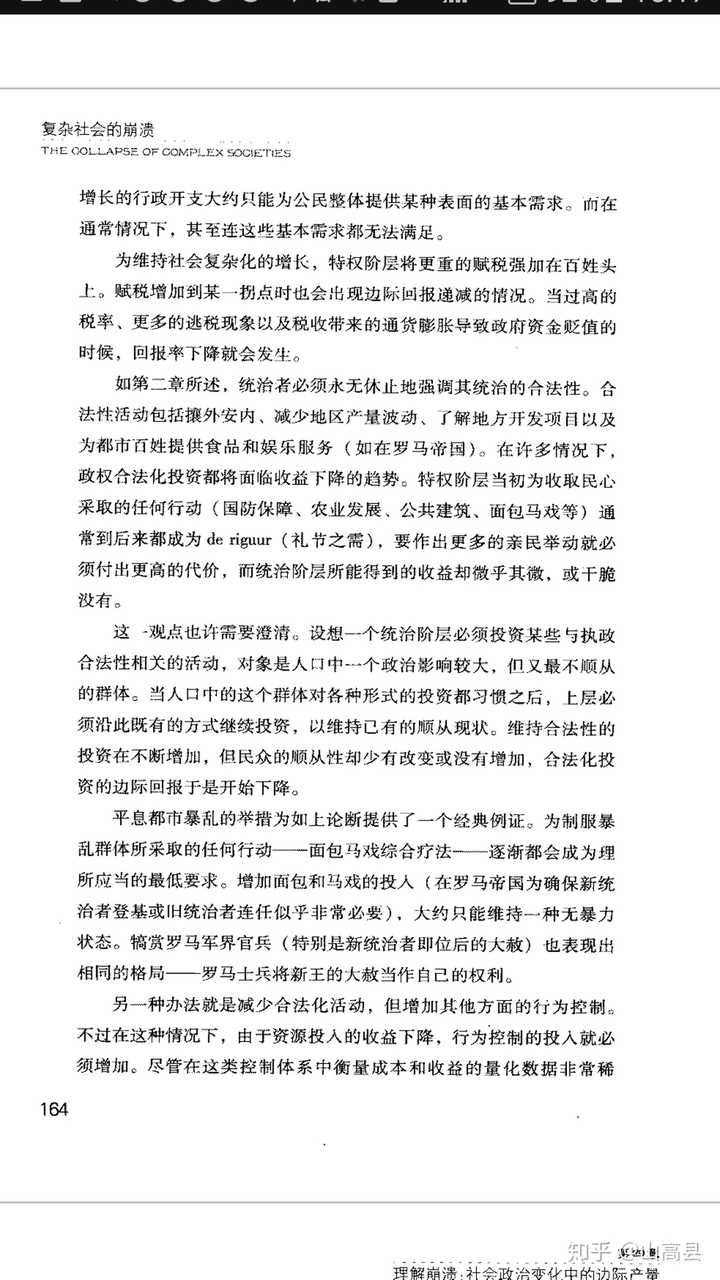 复杂社会的崩溃
THE COLLAPSE OF COMPLEX SOCIETIES
增长的行政开支大约只能为公民整体提供某种表面的基本需求。而在
通常情况下，甚至连这些基本需求都无法满足。
为维持社会复杂化的增长，特权阶层将更重的赋税强加在百姓头
上。赋税增加到某一拐点时也会出现边际回报递减的情况。当过高的
税率、更多的逃税现象以及税收带来的通货膨胀导致政府资金贬值的
时候，回报率下降就会发生。
如第二章所述，统治者必须永无休止地强调其统治的合法性。合
法性活动包括攘外安内、减少地区产量波动、了解地方开发项目以及
为都市百姓提供食品和娱乐服务（如在罗马帝国）。在许多情况下，
政权合法化投资都将面临收益下降的趋势。特权阶层当初为收取民心
采取的任何行动（国防保障、农业发展、公共建筑、面包马戏等）通
常到后来都成为 de riguur（礼节之需），要作出更多的亲民举动就必
须付出更高的代价，而统治阶层所能得到的收益却微乎其微，或干脆
没有。
这一观点也许需要澄清。设想一个统治阶层必须投资某些与执政
合法性相关的活动，对象是人口中一个政治影响较大，但又最不顺从
的群体。当人口中的这个群体对各种形式的投资都习惯之后，上层必
须沿此既有的方式继续投资，以维持已有的顺从现状。维持合法性的
投资在不断增加，但民众的顺从性却少有改变或没有增加，合法化投
资的边际回报于是开始下降。
平息都市暴乱的举措为如上论断提供了一个经典例证。为制服暴
乱群体所采取的任何行动——面包马戏综合疗法——逐渐都会成为理
所应当的最低要求。增加面包和马戏的投入（在罗马帝国为确保新统
治者登基或旧统治者连任似乎非常必要），大约只能维持一种无暴力
状态。犒赏罗马军界官兵（特别是新统治者即位后的大赦）也表现出
相同的格局——罗马士兵将新王的大赦当作自己的权利。
另一种办法就是减少合法化活动，但增加其他方面的行为控制。
不过在这种情况下，由于资源投入的收益下降，行为控制的投入就必
须增加。尽管在这类控制体系中衡量成本和收益的量化数据非常稀
164
知乎 @山高县
理解崩溃：社会政治变化中的边际产量